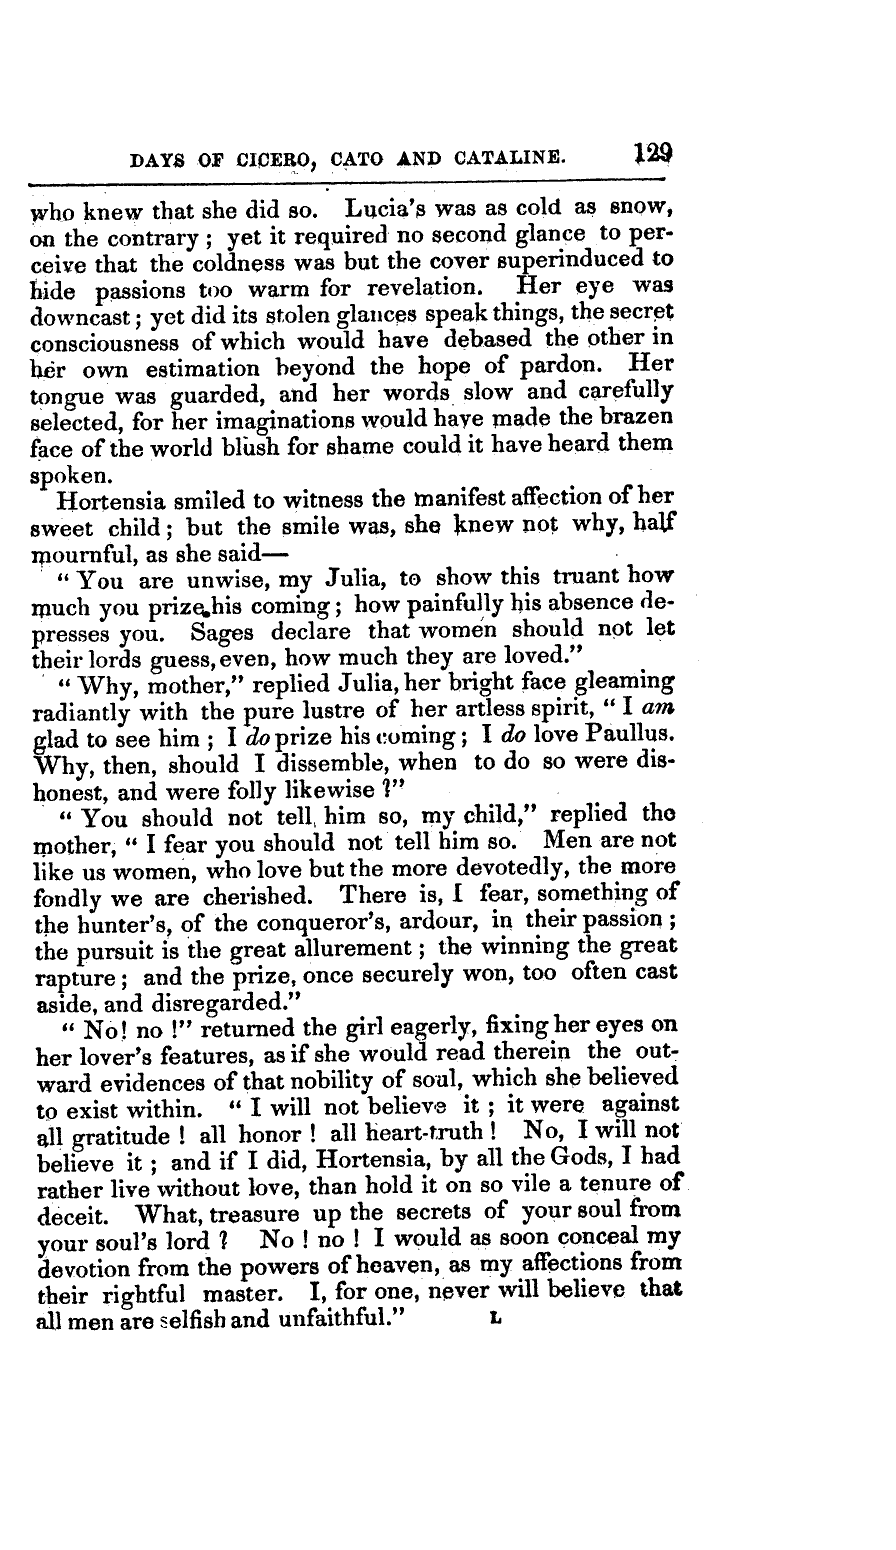 DAYS OF CICERO, CATO AND CATALINE. 129
who knew that she did so. Lucia's was as cold as snow,
on the contrary ; yet it required no second glance to per-
ceive that the coldness was but the cover superinduced to
hide passions too warm for revelation. Her eye was
downcast ; yet did its stolen glances speak things, the secret
consciousness of which would have debased the other in
her own estimation beyond the hope of pardon. Her
tongue was guarded, and her words slow and carefully
selected, for her imaginations would have made the brazen
face of the world blush for shame could it have heard them
spoken.
Hortensia smiled to witness the manifest affection of her
sweet child ; but the smile was, she knew not why, half
mournful, as she said—
“ You are unwise, my Julia, to show this truant how
much you prize his coming ; how painfully his absence de-
presses you. Sages declare that women should not let
their lords guess, even, how much they are loved.”
“ Why, mother,” replied Julia, her bright face gleaming
radiantly with the pure lustre of her artless spirit, “ I am
glad to see him ; I do prize his coming ; I do love Paullus.
Why, then, should I dissemble, when to do so were dis-
honest, and were folly likewise ?”
“ You should not tell him so, my child,” replied the
mother, “ I fear you should not tell him so. Men are not
like us women, who love but the more devotedly, the more
fondly we are cherished. There is, I fear, something of
the hunter's, of the conqueror's, ardour, in their passion ;
the pursuit is the great allurement ; the winning the great
rapture ; and the prize, once securely won, too often cast
aside, and disregarded.”
“ No! no !” returned the girl eagerly, fixing her eyes on
her lover's features, as if she would read therein the out-
ward evidences of that nobility of soul, which she believed
to exist within. “ I will not believe it ; it were against
all gratitude ! all honor ! all heart-truth ! No, I will not
believe it ; and if I did, Hortensia, by all the Gods, I had
rather live without love, than hold it on so vile a tenure of
deceit. What, treasure up the secrets of your soul from
your soul's lord ? No ! no ! I would as soon conceal my
devotion from the powers of heaven, as my affections from
their rightful master. I, for one, never will believe that
all men are selfish and unfaithful.” L